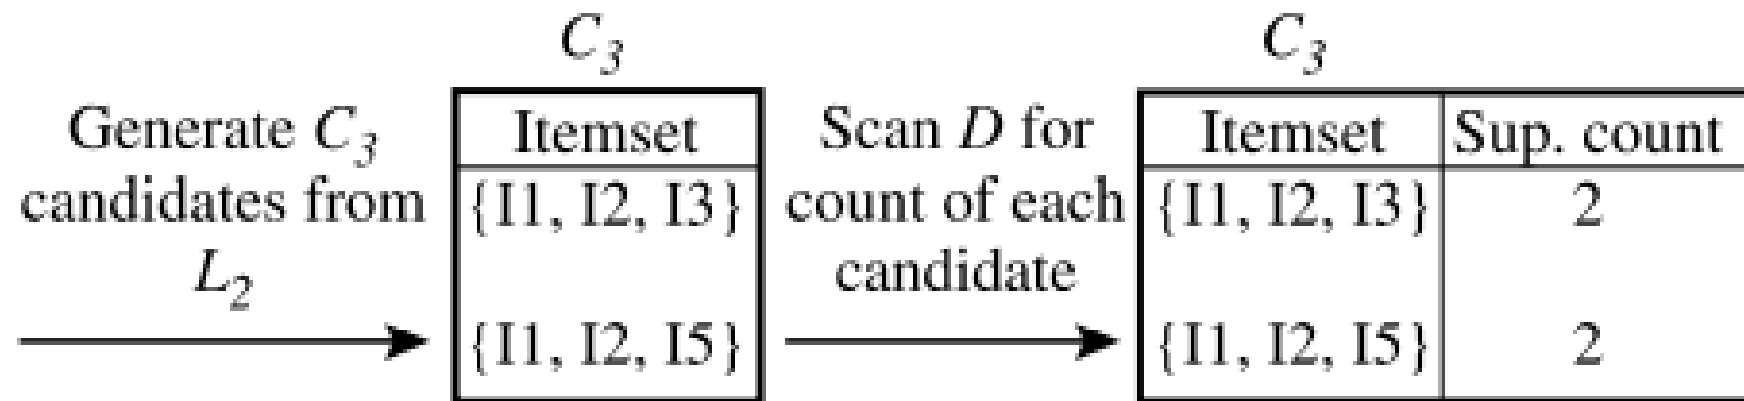 C3
Generate C3
candidates from
L2
Itemset
{I1, I2, I3}
{I1, I2, I5}
Scan D for
count of each
candidate
C3
Itemset Sup. count
{I1, I2, I3} 2
{I1, I2, I5} 2